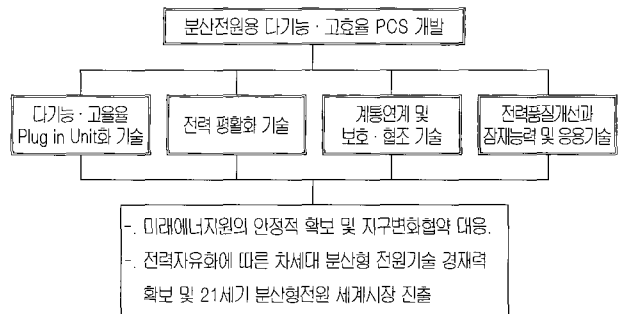 분산전원용 다기능 · 고효율 PCS 개발
다기능 · 고율율
Plug in Unit화 기술
전력 평활화 기술
계통연계 및
보호 · 협조 기술
전력품질개선과
잠재능력 및 응용기술
-. 미래에너지원의 안정적 확보 및 지구변화협약 대응.
-. 전력자유화에 따른 차세대 분산형 전원기술 경재력
확보 및 21세기 분산형전원 세계시장 진출